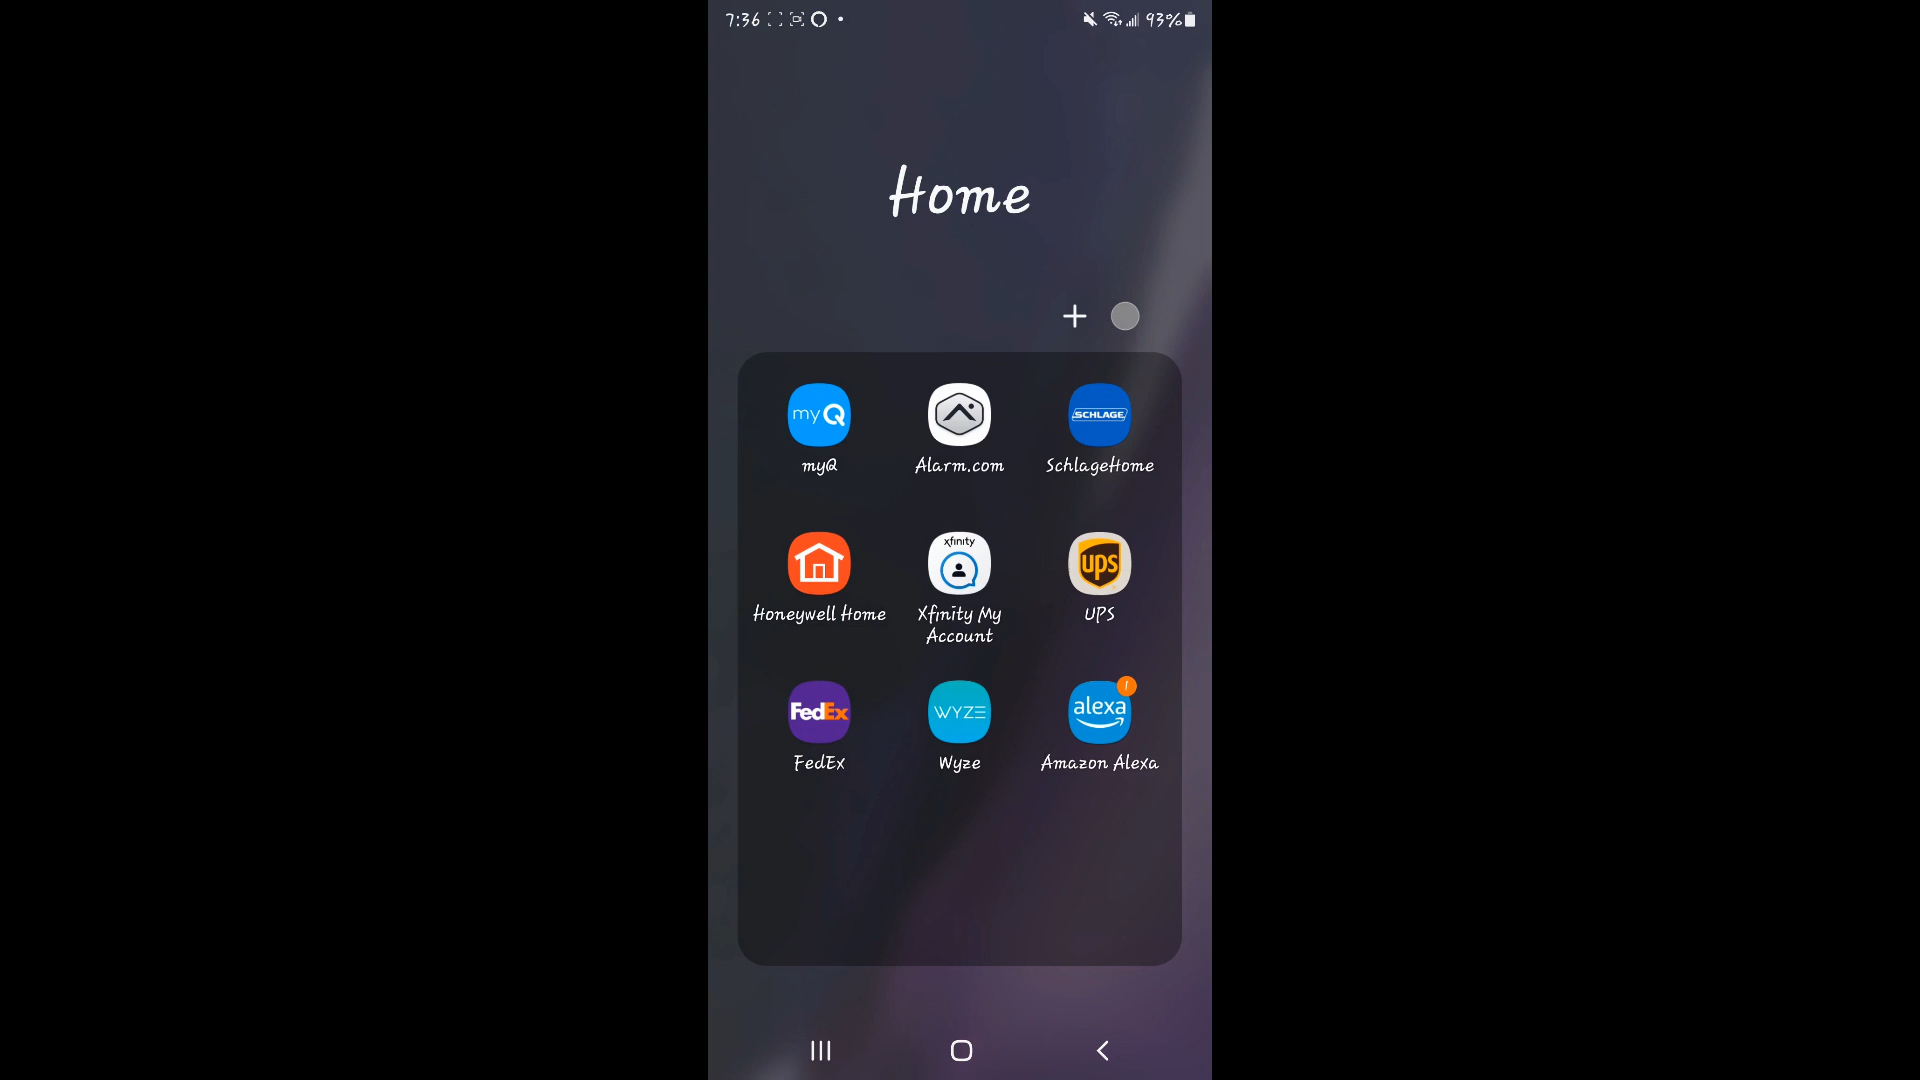 7:36
93%
Home
myQ
SCHLAGE
myQ
Alarm.com
SchlageHome
xfinity
ups
Honeywell Home
Xfinity My
Account
UPS
FedEx
WYZE
alexa
1
FedEx
Wyze
Amazon Alexa